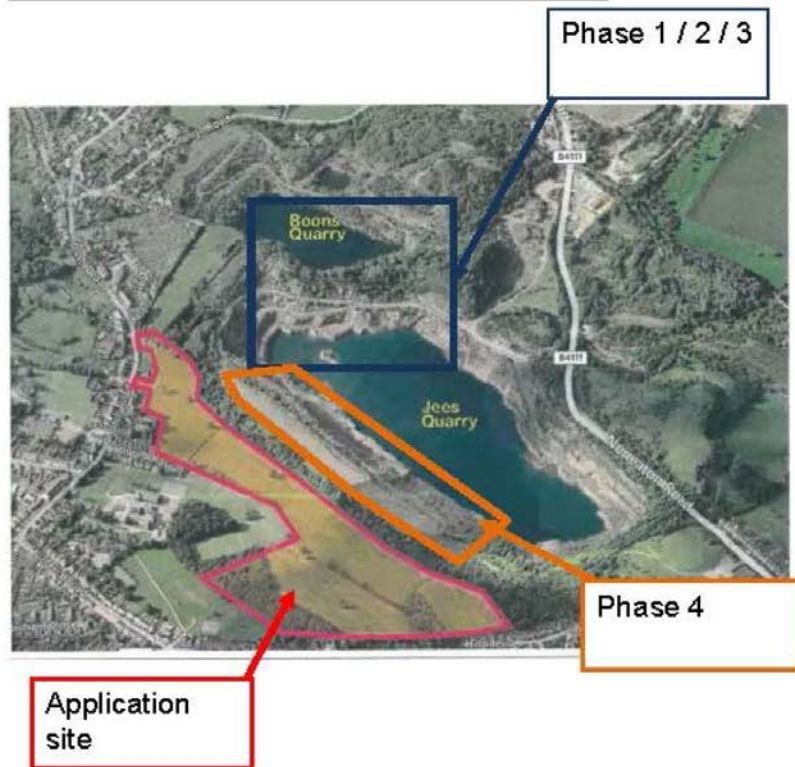 Phase 1 / 2 / 3
B4111
Boons
Quarry
B4111
Jees
Quarry
Phase 4
Application
site